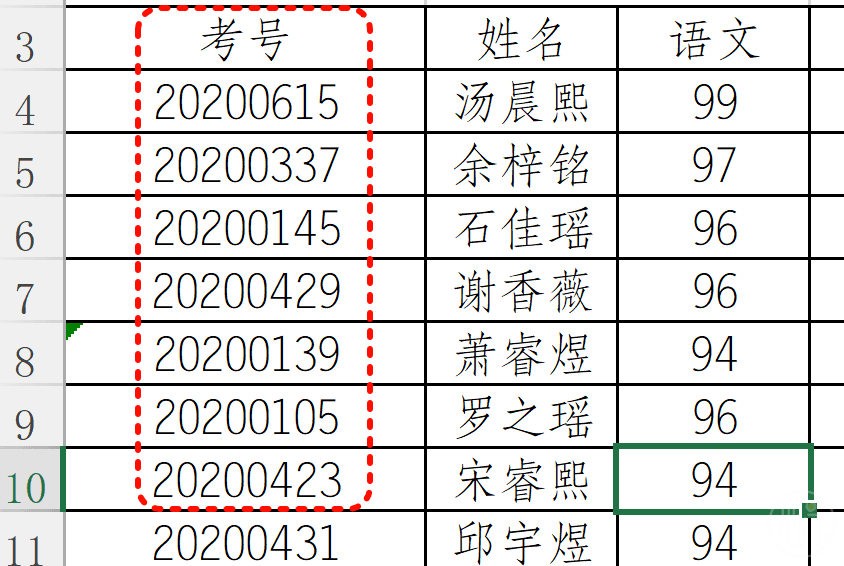 3 考号 姓名 语文
4 20200615 汤晨熙 99
5 20200337 余梓铭 97
6 20200145 石佳瑶 96
7 20200429 谢香薇 96
8 20200139 萧睿煜 94
9 20200105 罗之瑶 96
10 20200423 宋睿熙 94
11 20200431 邱宇煜 94